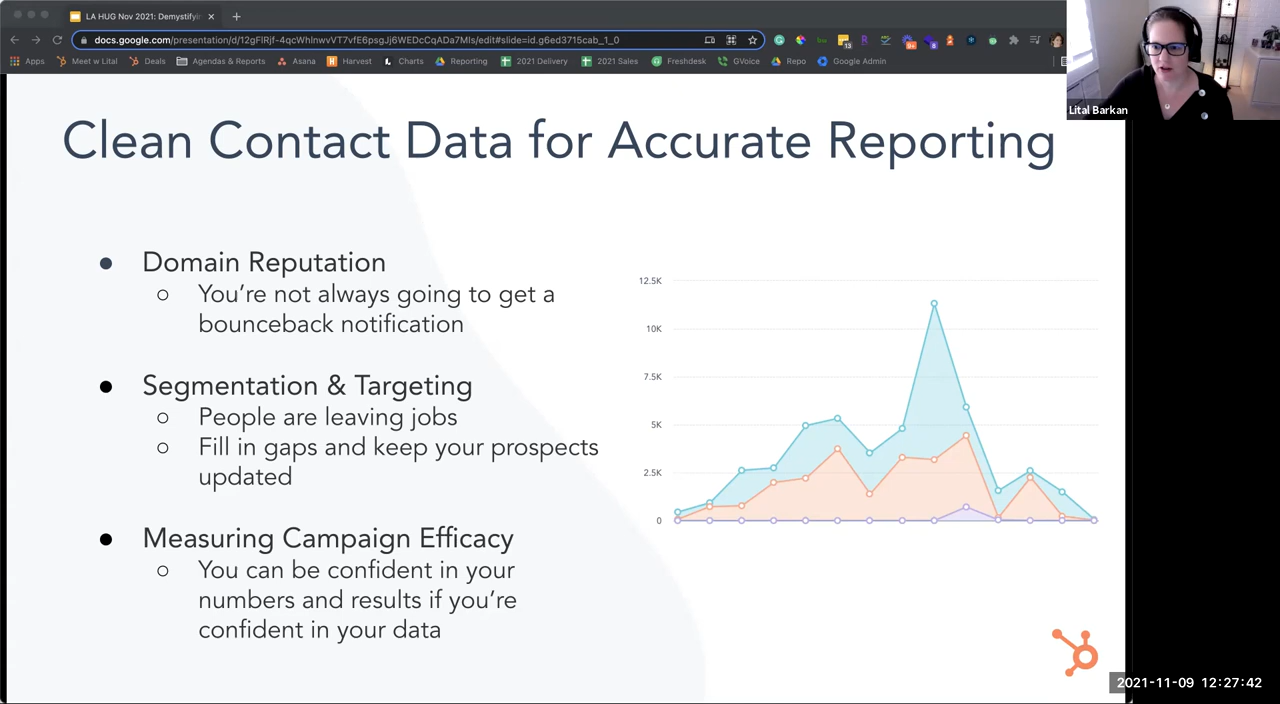 LA HUG Nov 2021: Demystifyin
docs.google.com/presentation/d/12gFIRjf-4qcWhlnwvVT7vfE6psgJj6WEDcCqADa7MIs/edit#slide=id.g6ed3715cab_1_0
Apps Meet w Lital Deals Agendas & Reports Asana Harvest Charts Reporting 2021 Delivery 2021 Sales Freshdesk GVoice Repo Google Admin
Lital Barkan
Clean Contact Data for Accurate Reporting
● Domain Reputation
○ You’re not always going to get a
bounceback notification
● Segmentation & Targeting
○ People are leaving jobs
○ Fill in gaps and keep your prospects
updated
● Measuring Campaign Efficacy
○ You can be confident in your
numbers and results if you’re
confident in your data
12.5K
10K
7.5K
5K
2.5K
0
2021-11-09 12:27:42